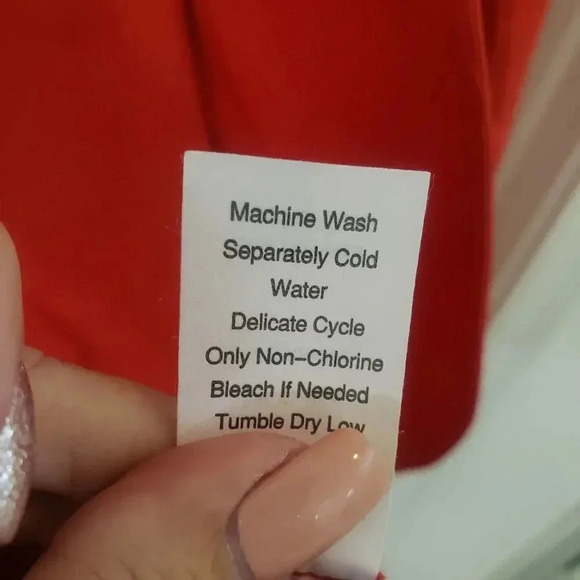 Machine Wash
Separately Cold
Water
Delicate Cycle
Only Non-Chlorine
Bleach If Needed
Tumble Dry Low